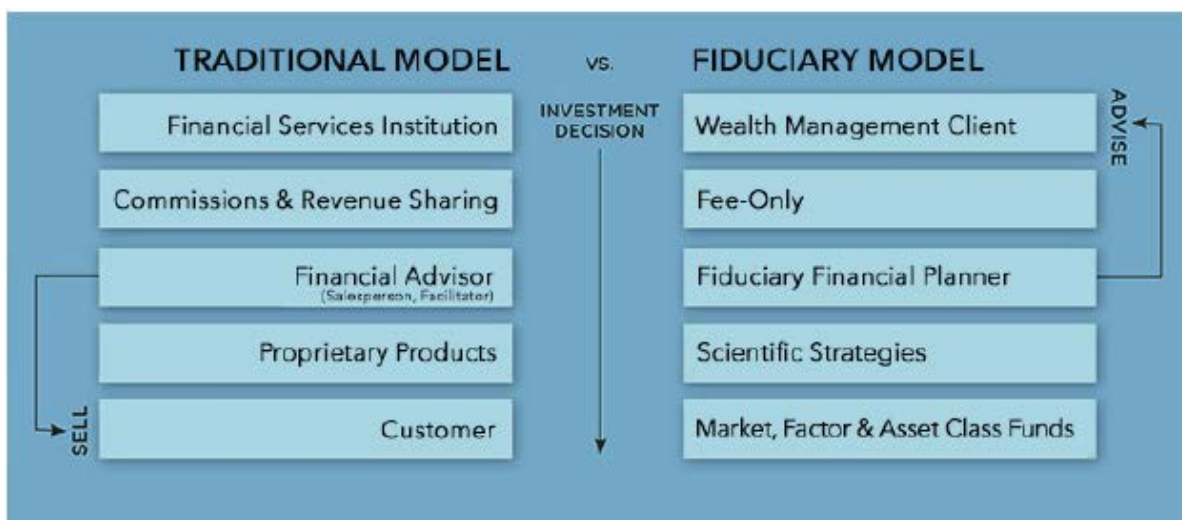 TRADITIONAL MODEL vs. FIDUCIARY MODEL
INVESTMENT
DECISION
Financial Services Institution
Commissions & Revenue Sharing
Financial Advisor
(Salesperson, Facilitator)
Proprietary Products
Customer
SELL
Wealth Management Client
Fee-Only
Fiduciary Financial Planner
Scientific Strategies
Market, Factor & Asset Class Funds
ADVISE